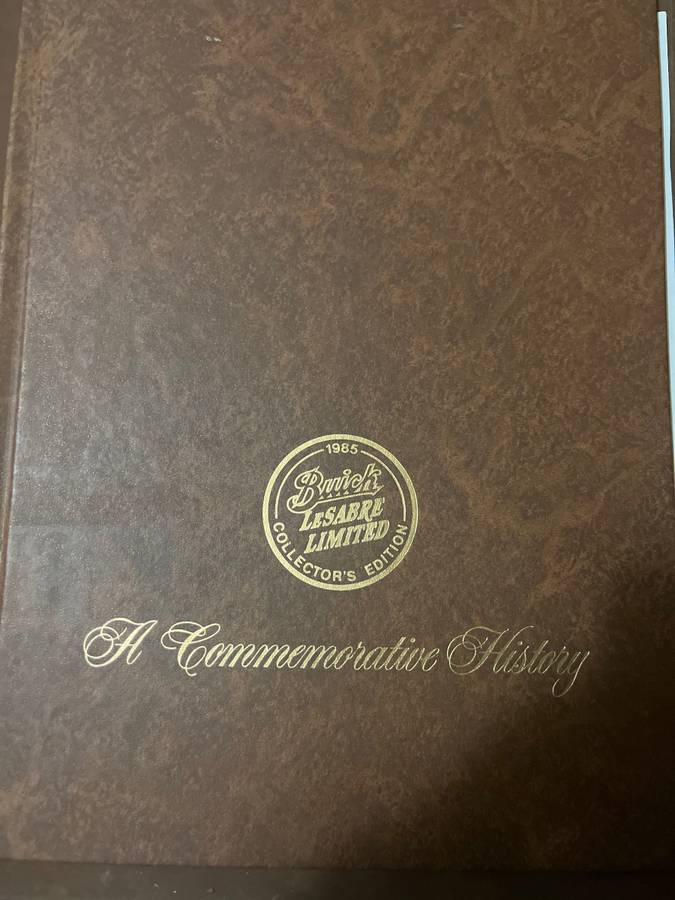 1985
Buick
LeSABRE
LIMITED
COLLECTOR'S EDITION
A Commemorative History